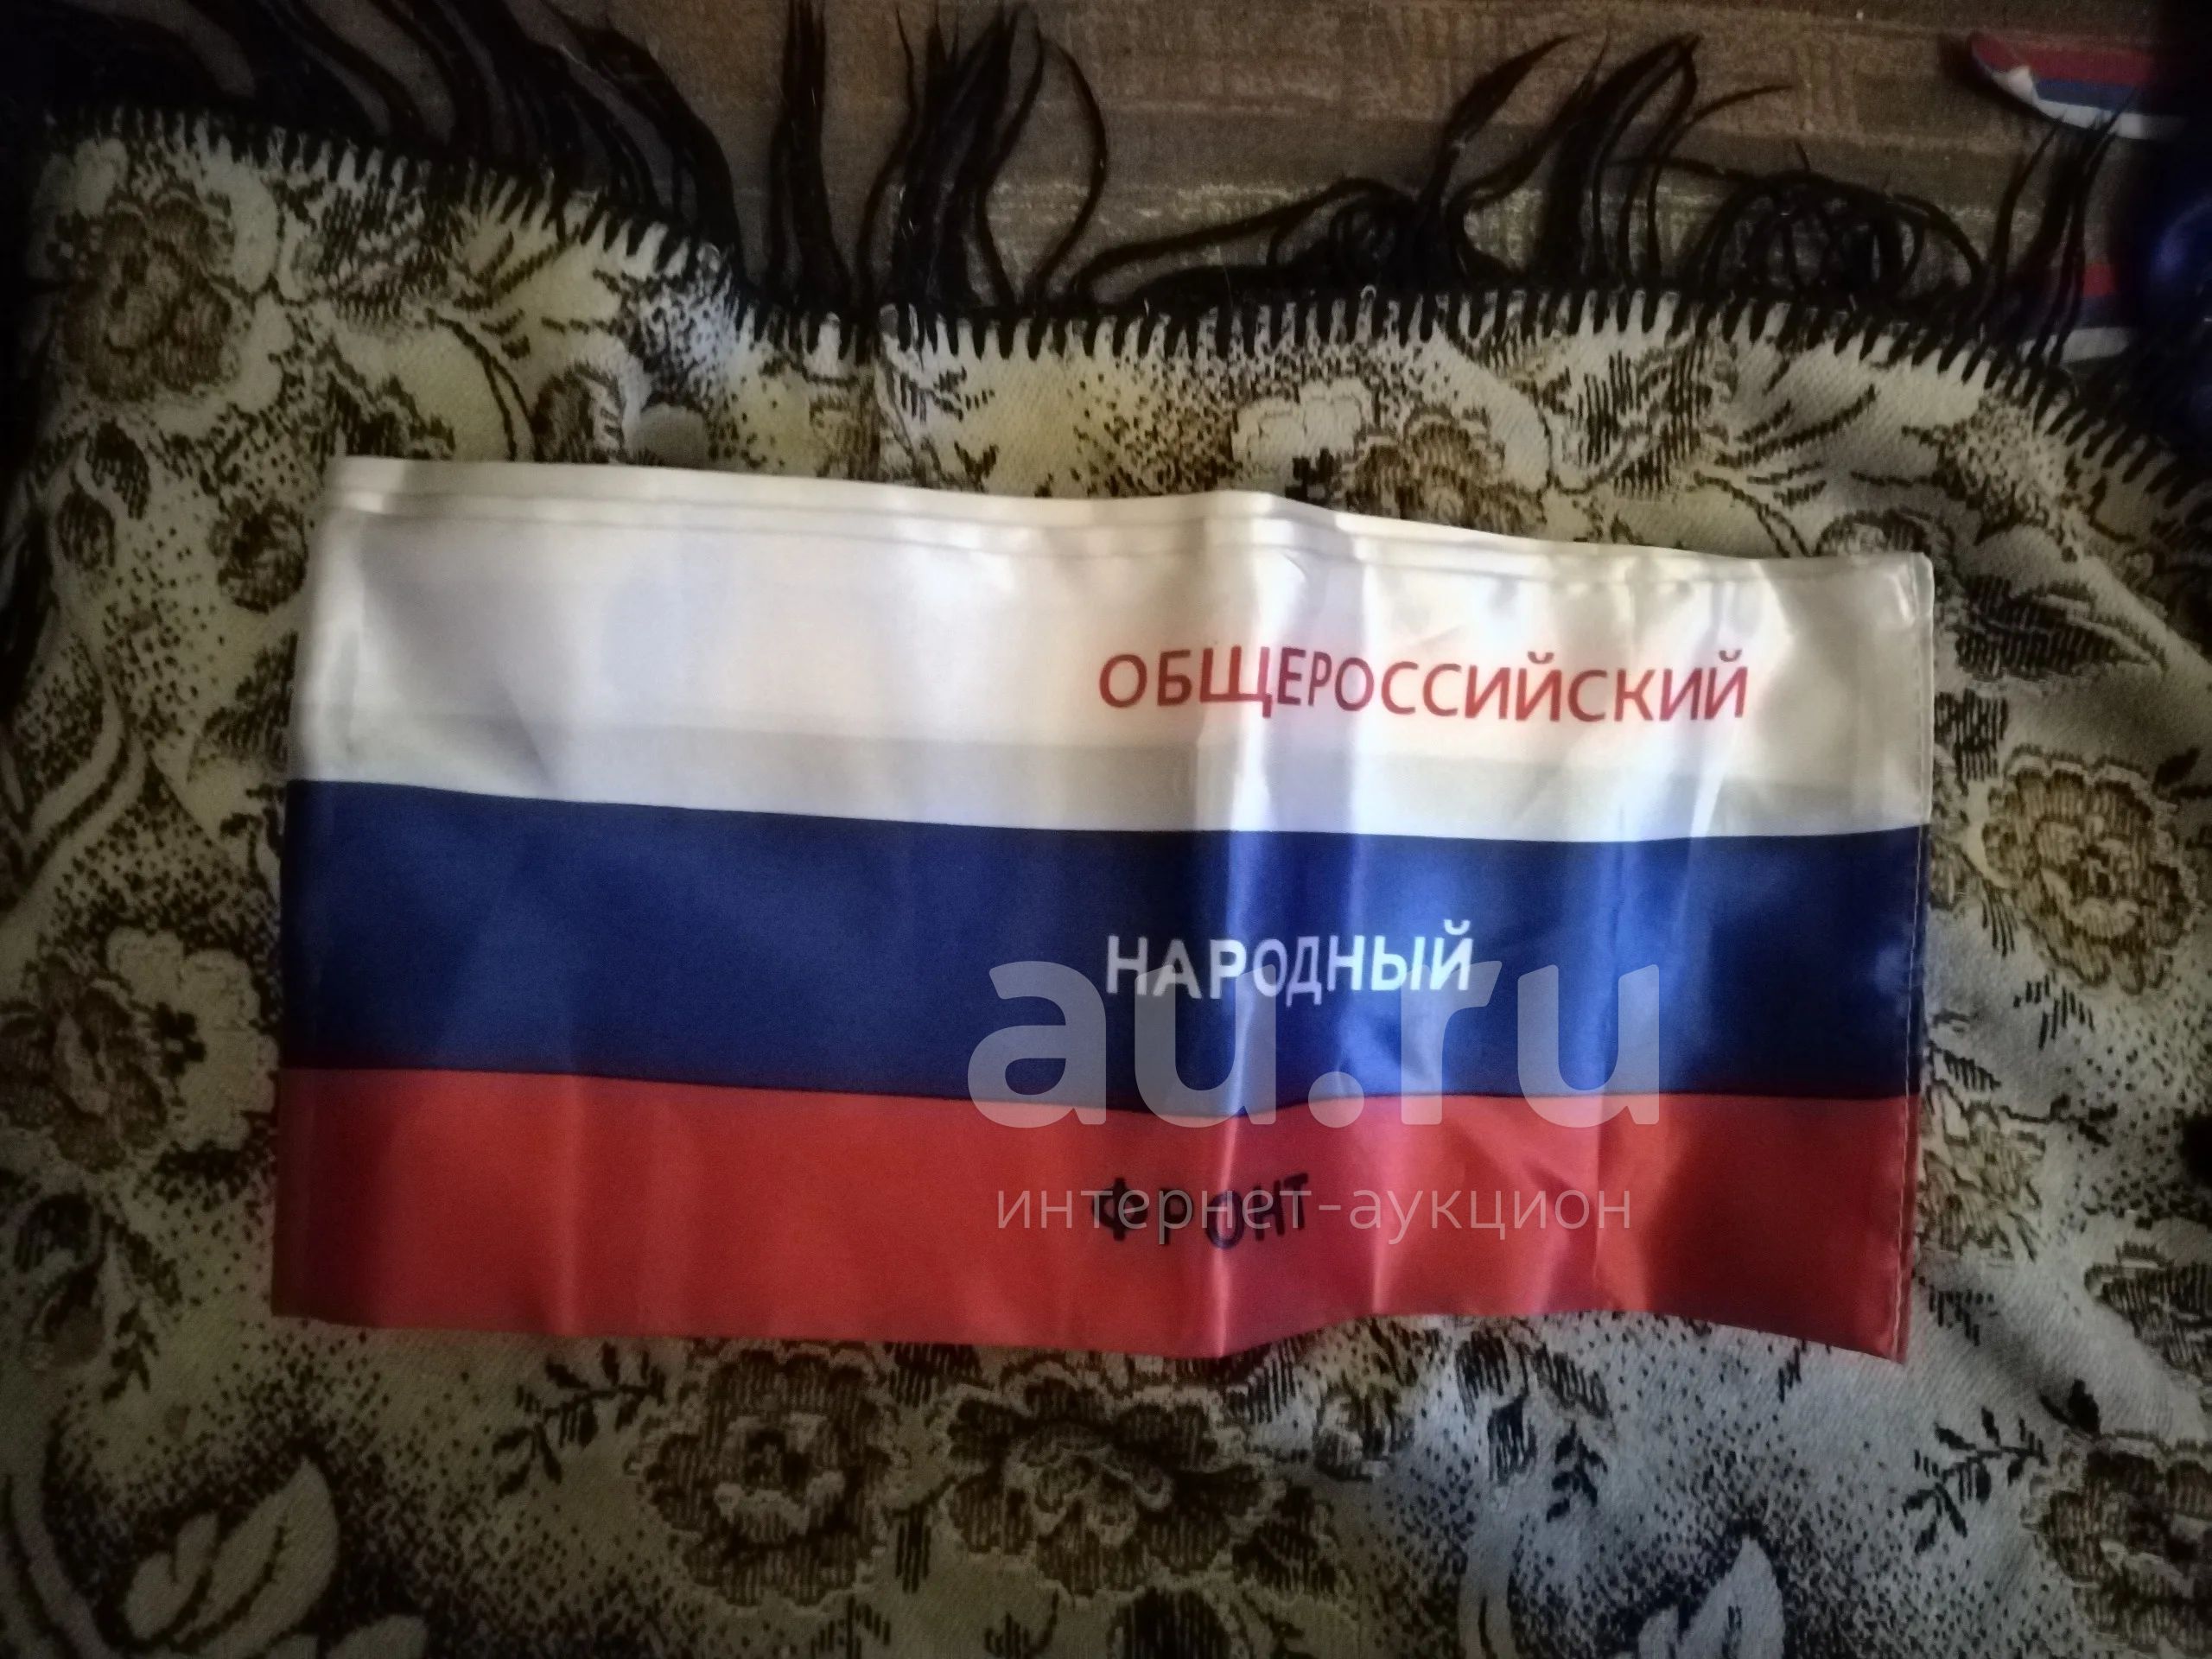 ОБЩЕРОССИЙСКИЙ
НАРОДНЫЙ
au.ru
ФРОНТ
интернет-аукцион